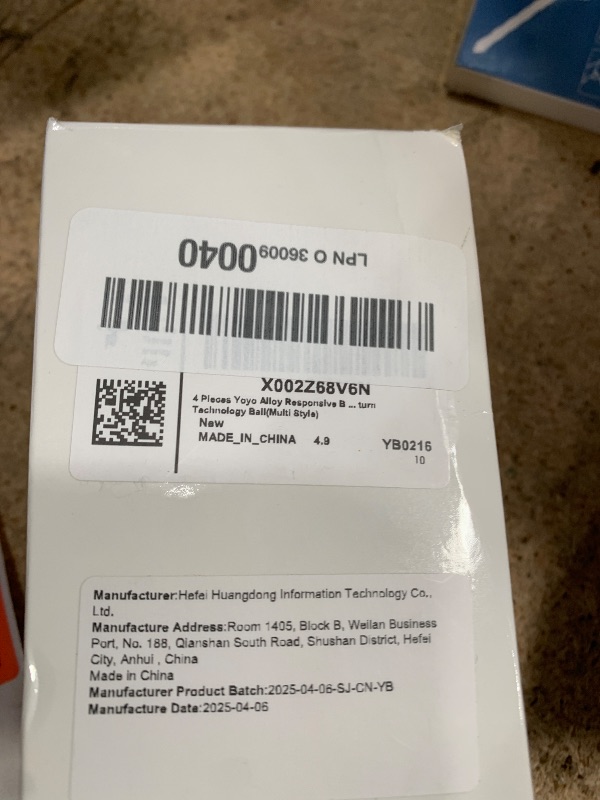 LPN O 360090040
X002Z68V6N
4 Pieces Yoyo Alloy Responsive B ... turn
Technology Ball(Multi Style)
New
MADE_IN_CHINA 4.9 YB0216
10
Manufacturer:Hefei Huangdong Information Technology Co.,
Ltd.
Manufacture Address:Room 1405, Block B, Weilan Business
Port, No. 188, Qianshan South Road, Shushan District, Hefei
City, Anhui , China
Made in China
Manufacturer Product Batch:2025-04-06-SJ-CN-YB
Manufacture Date:2025-04-06